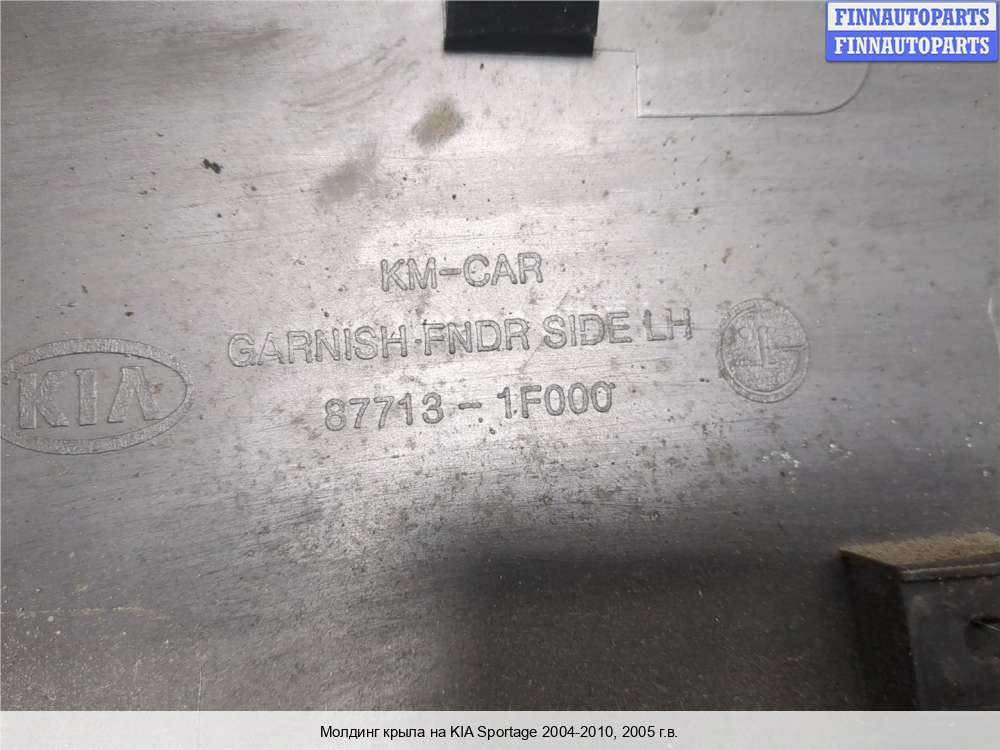 FINNAUTOPARTS
FINNAUTOPARTS
KM-CAR
GARNISH-FNDR SIDE LH
KIA
87713-1F000
Молдинг крыла на KIA Sportage 2004-2010, 2005 г.в.